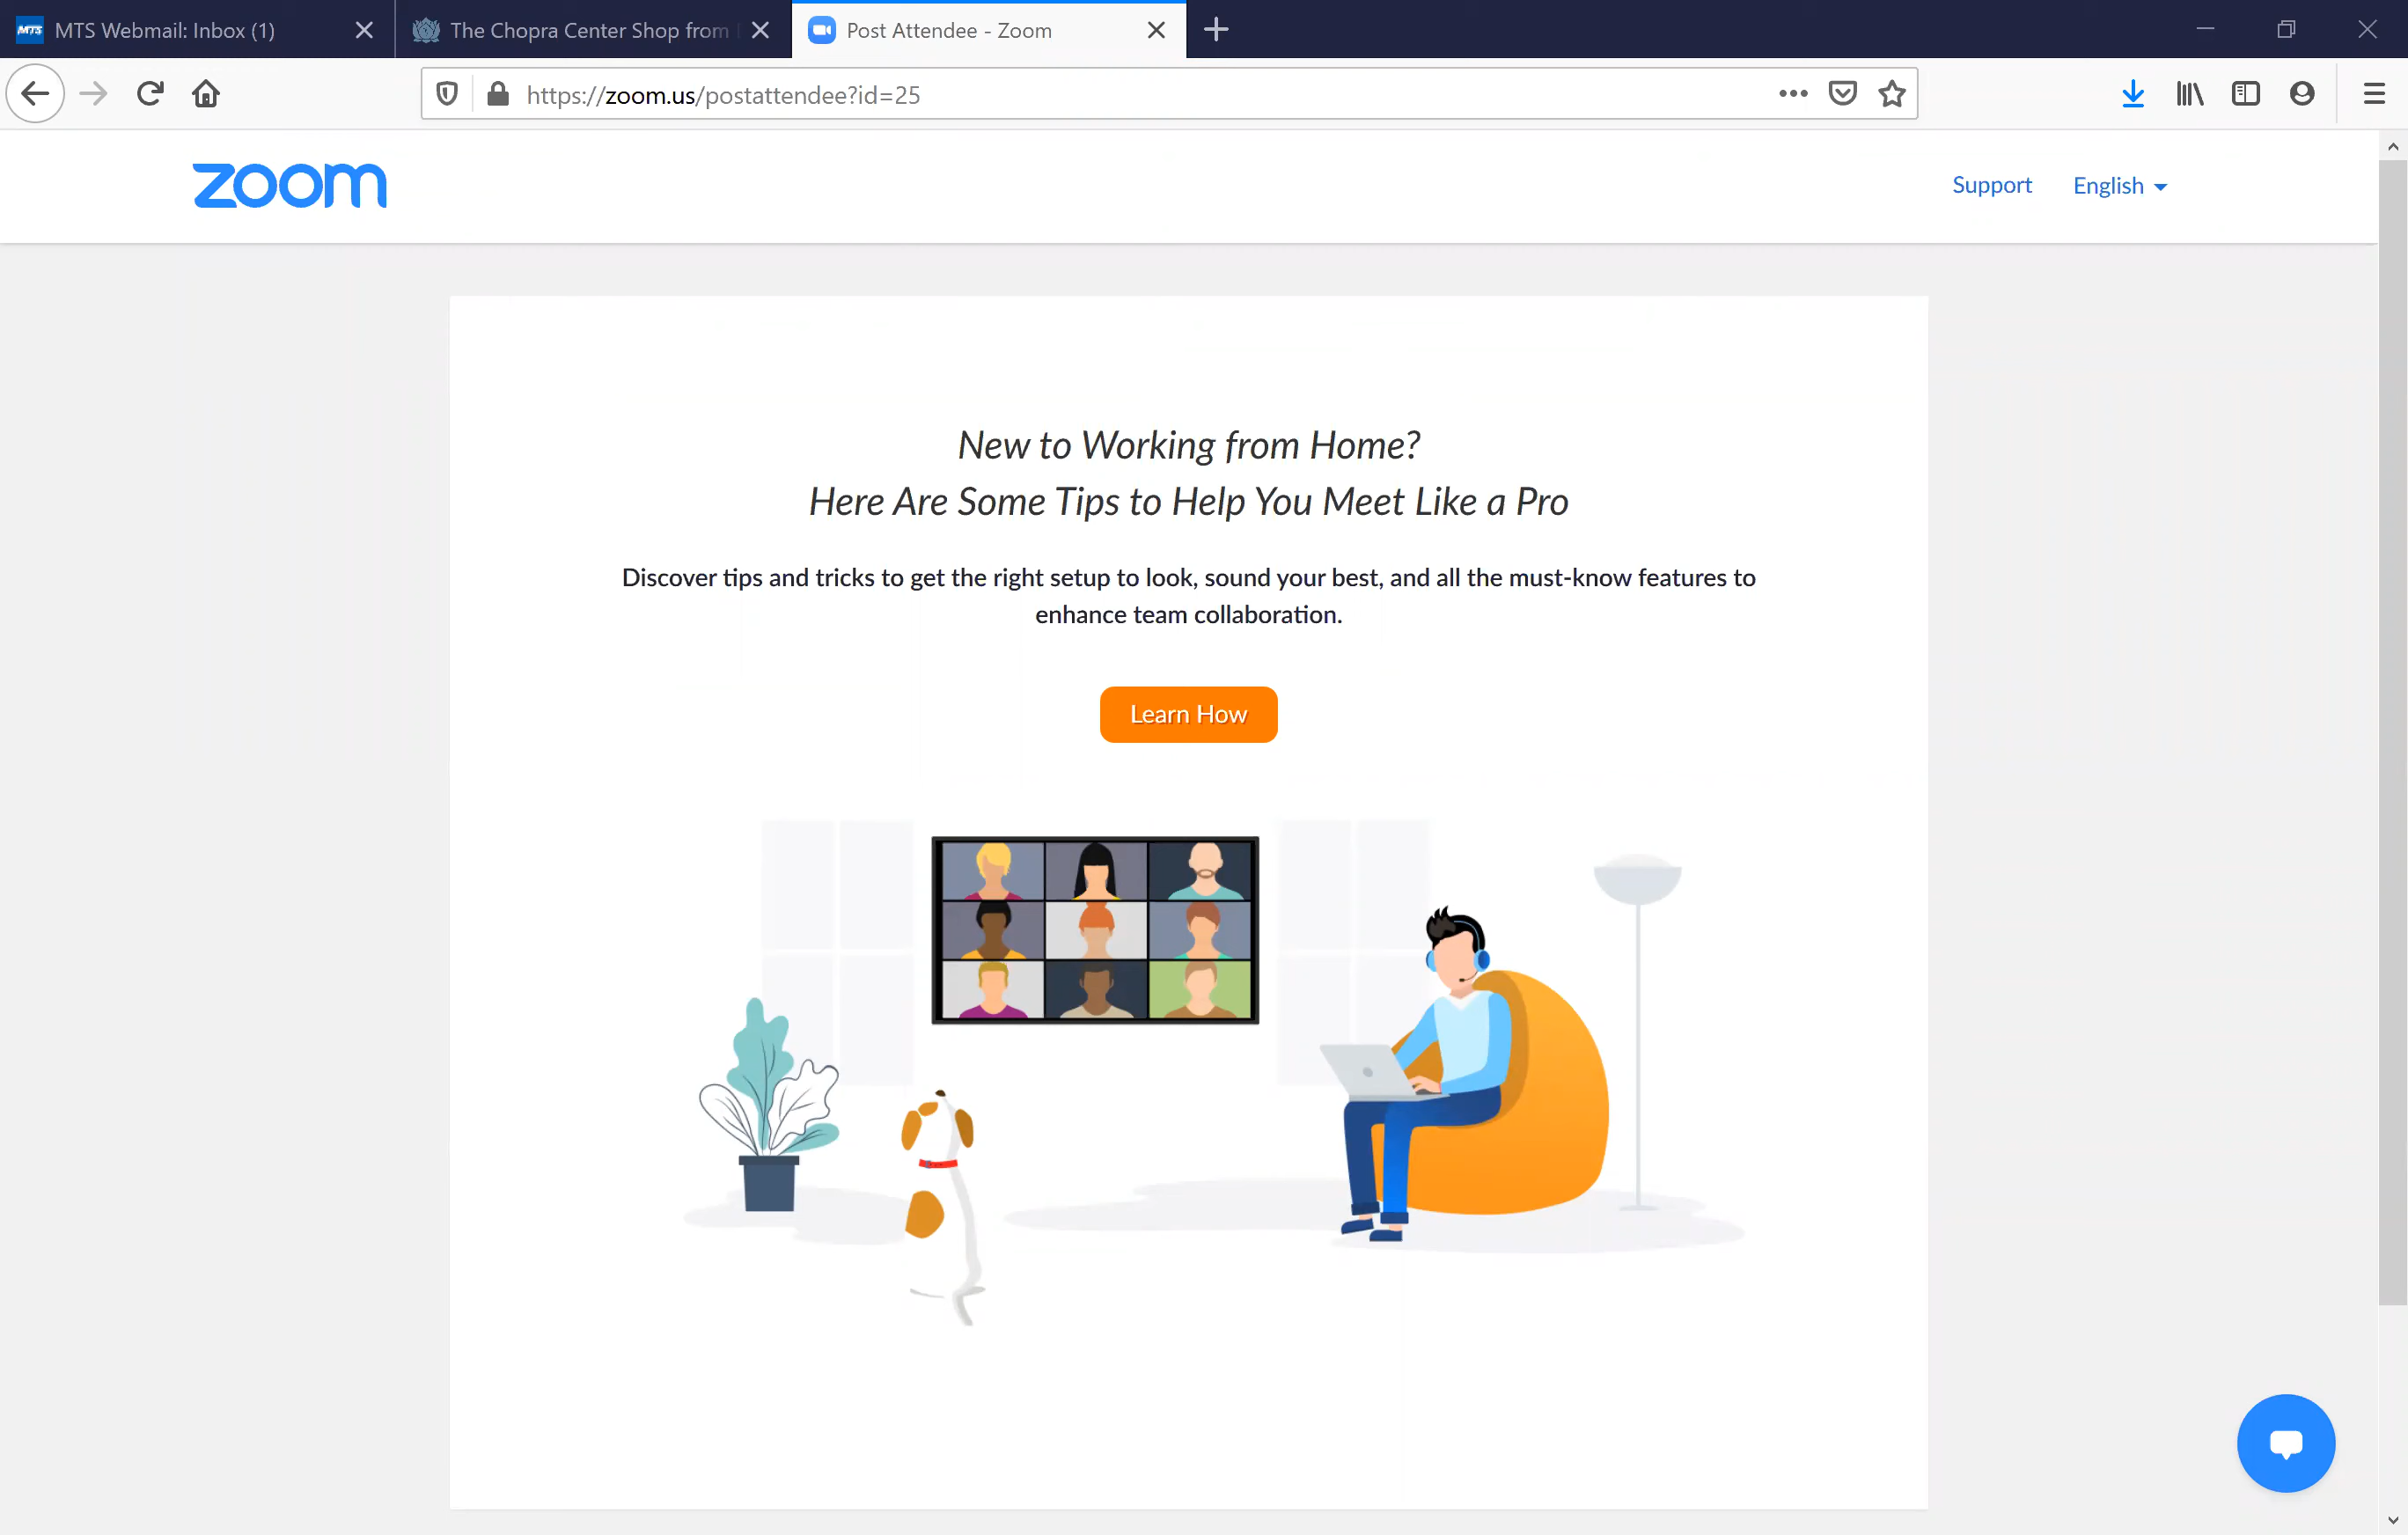 MTS Webmail: Inbox (1)
The Chopra Center Shop from
Post Attendee - Zoom
https://zoom.us/postattendee?id=25
zoom
Support
English
New to Working from Home?
Here Are Some Tips to Help You Meet Like a Pro
Discover tips and tricks to get the right setup to look, sound your best, and all the must-know features to
enhance team collaboration.
Learn How